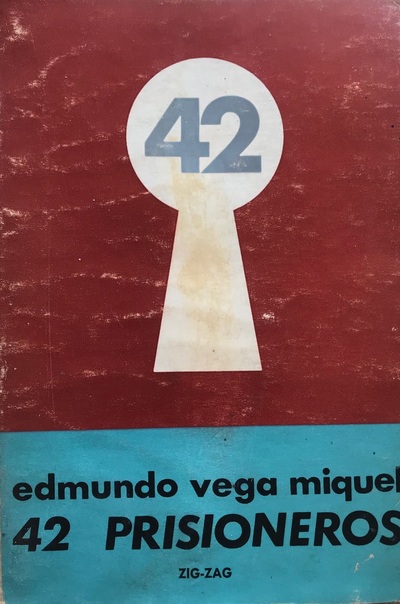 42
edmundo vega miquel
42 PRISIONEROS
ZIG-ZAG